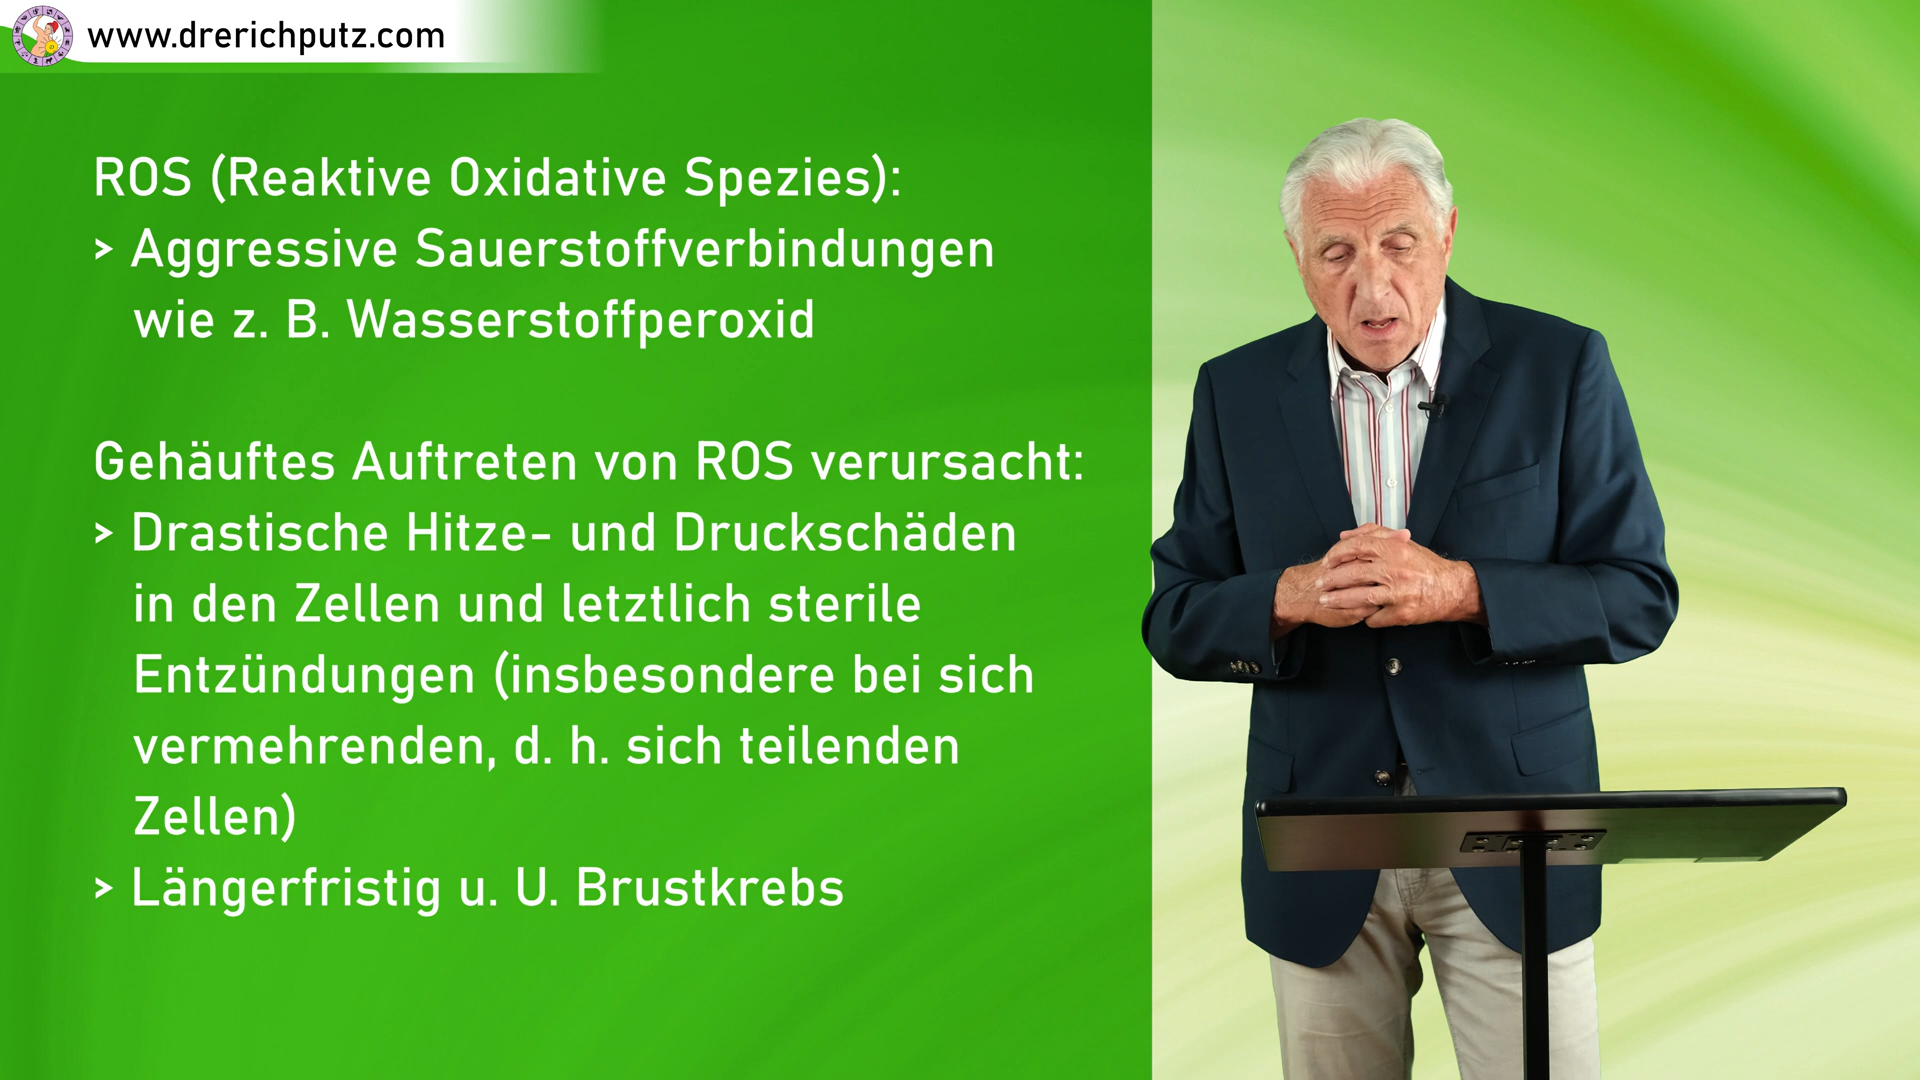 www.drerichputz.com
ROS (Reaktive Oxidative Spezies):
> Aggressive Sauerstoffverbindungen
wie z. B. Wasserstoffperoxid
Gehäuftes Auftreten von ROS verursacht:
> Drastische Hitze- und Druckschäden
in den Zellen und letztlich sterile
Entzündungen (insbesondere bei sich
vermehrenden, d. h. sich teilenden
Zellen)
> Längerfristig u. U. Brustkrebs